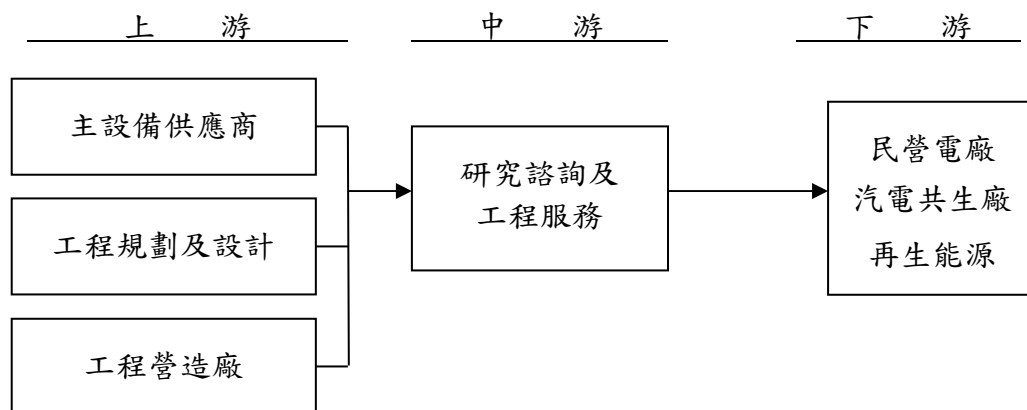 上 游
中 游
下 游
主設備供應商
工程規劃及設計
工程營造廠
研究諮詢及
工程服務
民營電廠
汽電共生廠
再生能源